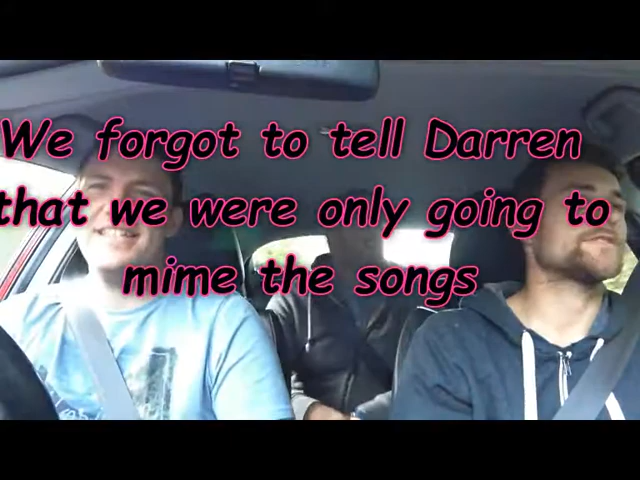 We forgot to tell Darren
that we were only going to
mime the songs